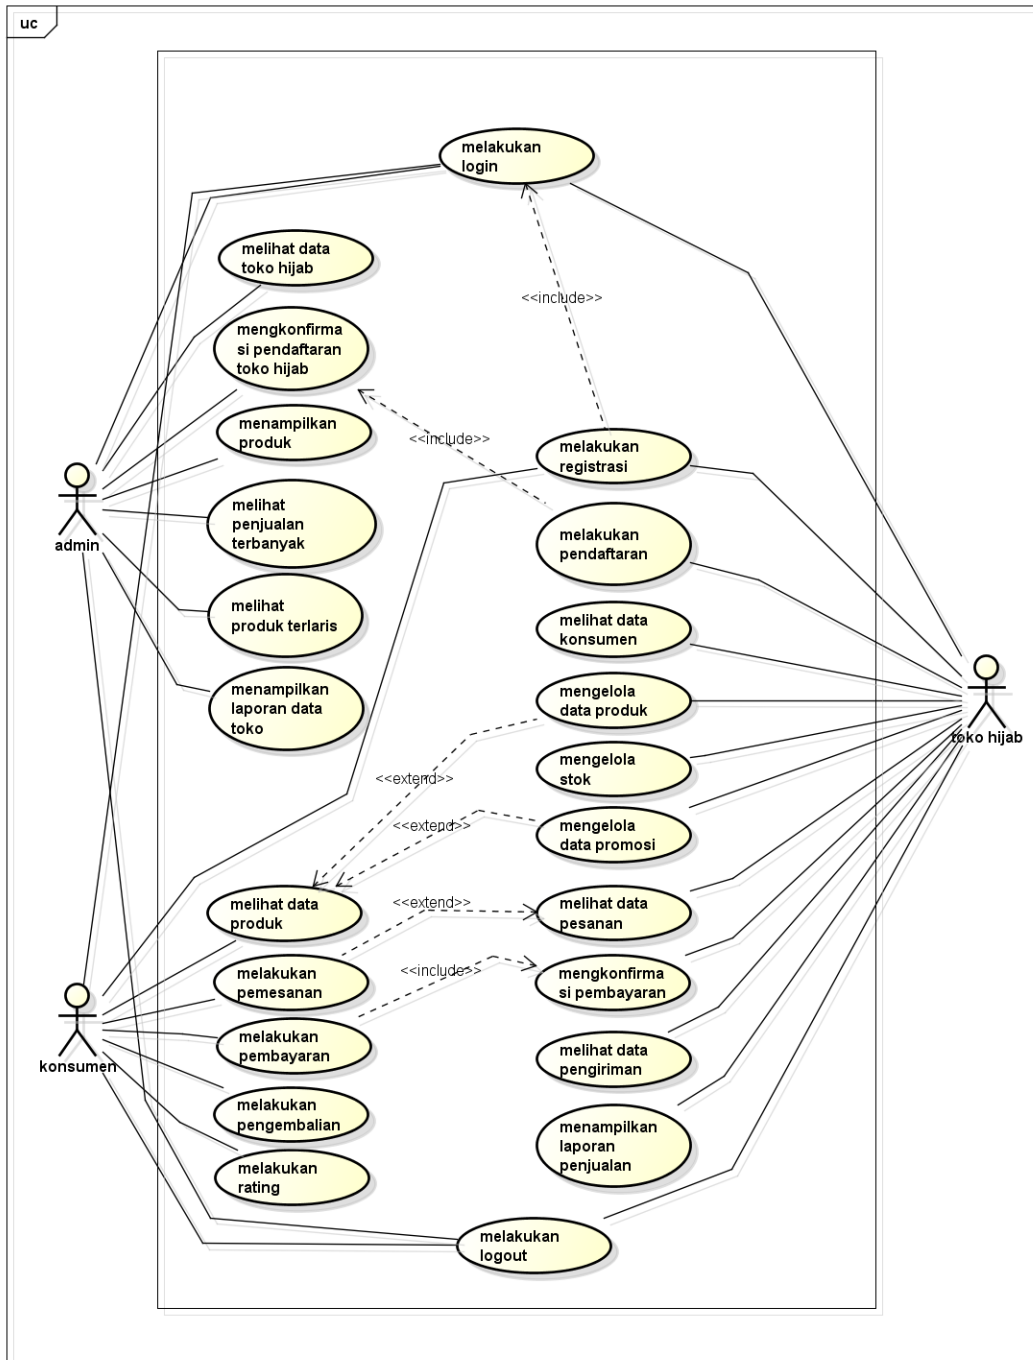 uc
melakukan
login
melihat data
toko hijab
<<include>>
mengkonfirma
si pendaftaran
toko hijab
menampilkan
produk
<<include>>
melakukan
registrasi
melihat
penjualan
terbanyak
admin
melakukan
pendaftaran
melihat
produk terlaris
melihat data
konsumen
menampilkan
laporan data
toko
mengelola
data produk
toko hijab
<<extend>>
mengelola
stok
<<extend>>
mengelola
data promosi
melihat data
produk
<<extend>>
melihat data
pesanan
melakukan
pemesanan
<<include>>
mengkonfirma
si pembayaran
konsumen
melakukan
pembayaran
melihat data
pengiriman
melakukan
pengembalian
menampilkan
laporan
penjualan
melakukan
rating
melakukan
logout